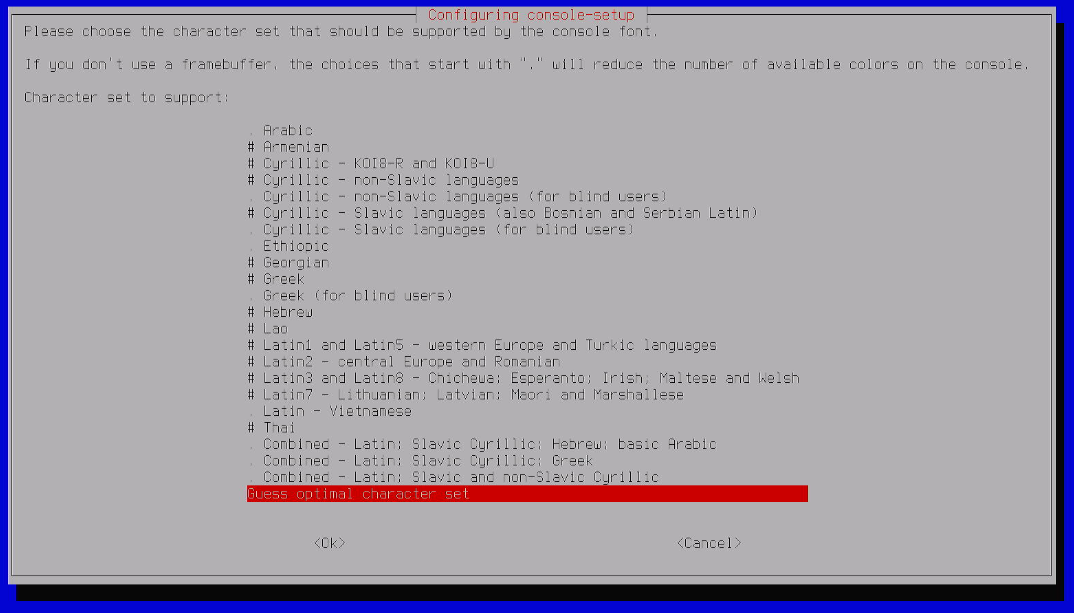 Configuring console-setup
Please choose the character set that should be supported by the console font.
If you don't use a framebuffer, the choices that start with "." will reduce the number of available colors on the console.
Character set to support:
. Arabic
# Armenian
# Cyrillic - KOI8-R and KOI8-U
# Cyrillic - non-Slavic languages
. Cyrillic - non-Slavic languages (for blind users)
# Cyrillic - Slavic languages (also Bosnian and Serbian Latin)
. Cyrillic - Slavic languages (for blind users)
. Ethiopic
# Georgian
# Greek
. Greek (for blind users)
# Hebrew
# Lao
# Latin1 and Latin5 - western Europe and Turkic languages
# Latin2 - central Europe and Romanian
# Latin3 and Latin8 - Chichewa; Esperanto; Irish; Maltese and Welsh
# Latin7 - Lithuanian; Latvian; Maori and Marshallese
. Latin - Vietnamese
# Thai
. Combined - Latin; Slavic Cyrillic; Hebrew; basic Arabic
. Combined - Latin; Slavic Cyrillic; Greek
. Combined - Latin; Slavic and non-Slavic Cyrillic
Guess optimal character set
<Ok> <Cancel>